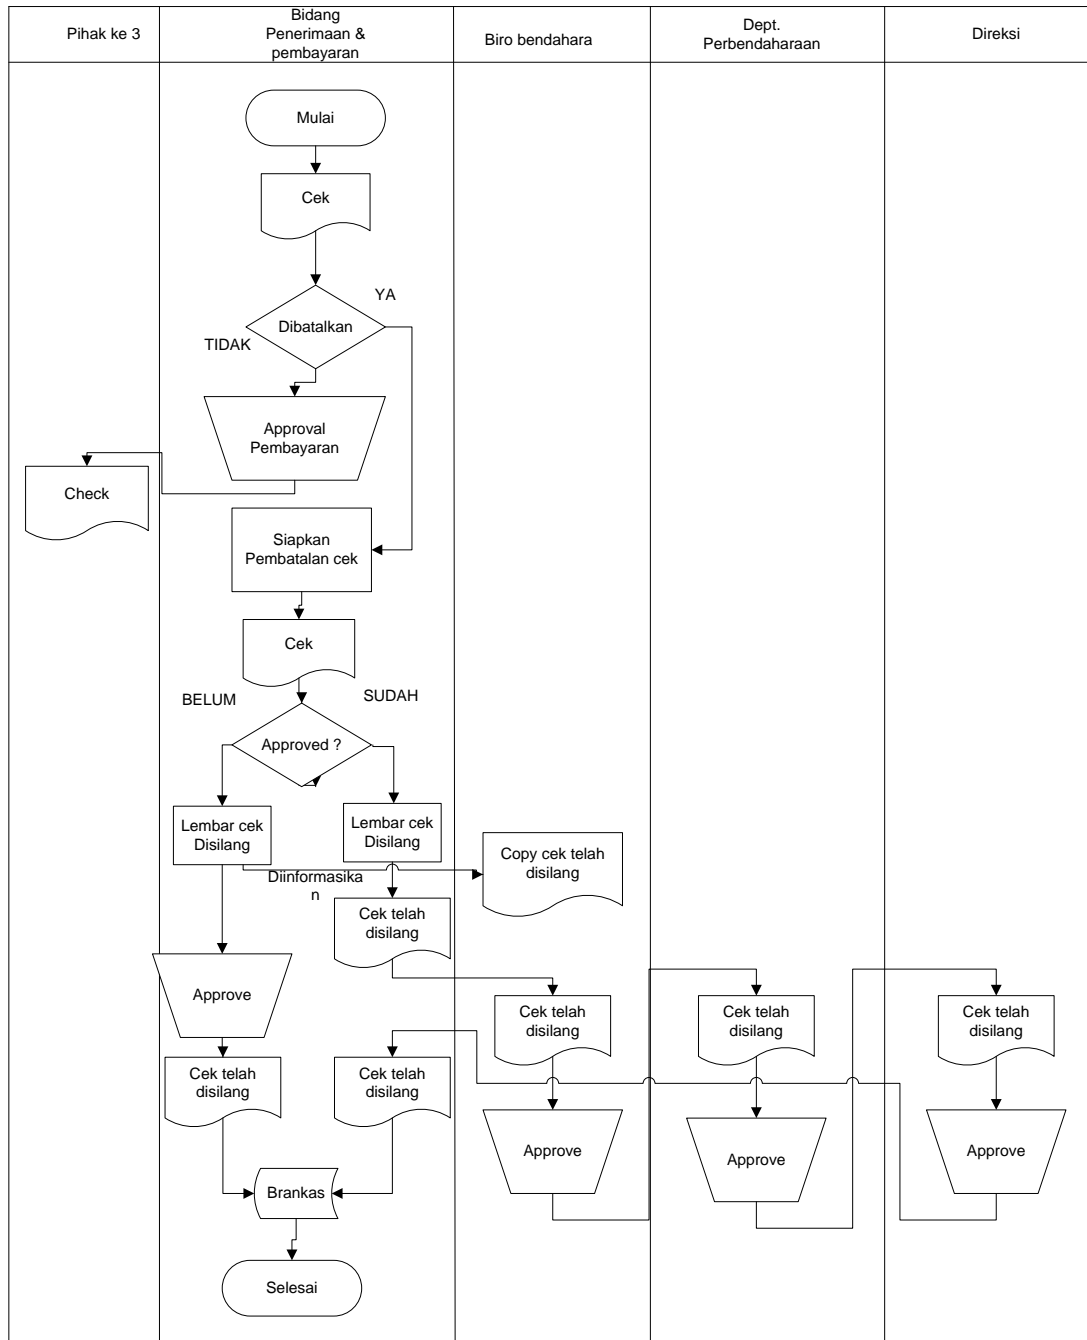 Pihak ke 3
Bidang
Penerimaan &
pembayaran
Biro bendahara
Dept.
Perbendaharaan
Direksi
Mulai
Cek
YA
Dibatalkan
TIDAK
Approval
Pembayaran
Check
Siapkan
Pembatalan cek
Cek
BELUM
SUDAH
Approved ?
Lembar cek
Disilang
Lembar cek
Disilang
Copy cek telah
disilang
Diinformasika
n
Cek telah
disilang
Approve
Cek telah
disilang
Cek telah
disilang
Cek telah
disilang
Cek telah
disilang
Cek telah
disilang
Approve
Approve
Approve
Brankas
Selesai